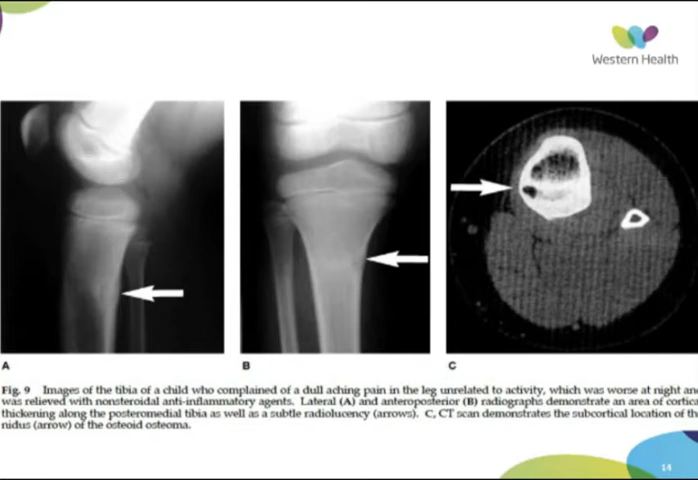 Western Health
A
B
C
Fig. 9 Images of the tibia of a child who complained of a dull aching pain in the leg unrelated to activity, which was worse at night an
was relieved with nonsteroidal anti-inflammatory agents. Lateral (A) and anteroposterior (B) radiographs demonstrate an area of cortica
thickening along the posteromedial tibia as well as a subtle radiolucency (arrows). C, CT scan demonstrates the subcortical location of th
nidus (arrow) of the osteoid osteoma.
14